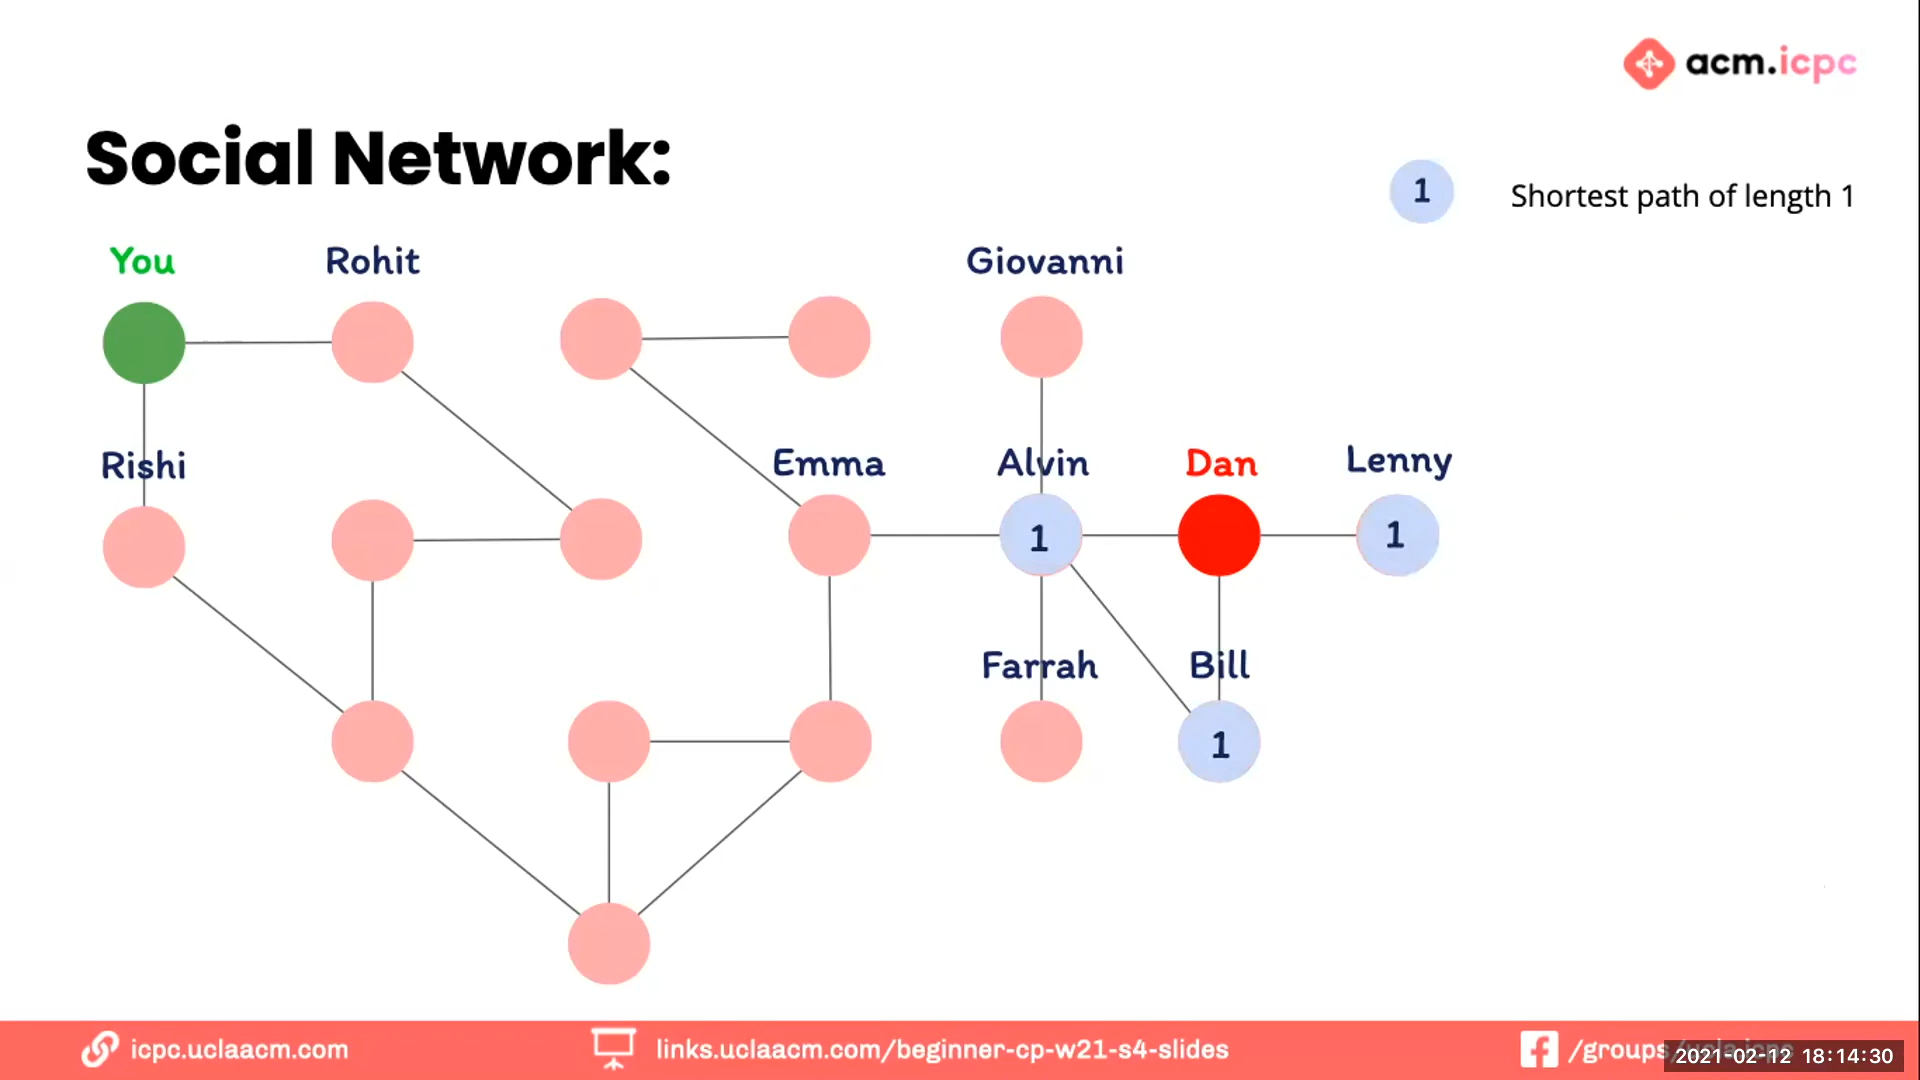 acm.icpc
Social Network:
1 Shortest path of length 1
You Rohit Giovanni
Rishi Emma Alvin Dan Lenny
1 1
Farrah Bill
1
icpc.uclaacm.com links.uclaacm.com/beginner-cp-w21-s4-slides /groups/ucla.icpc
2021-02-12 18:14:30